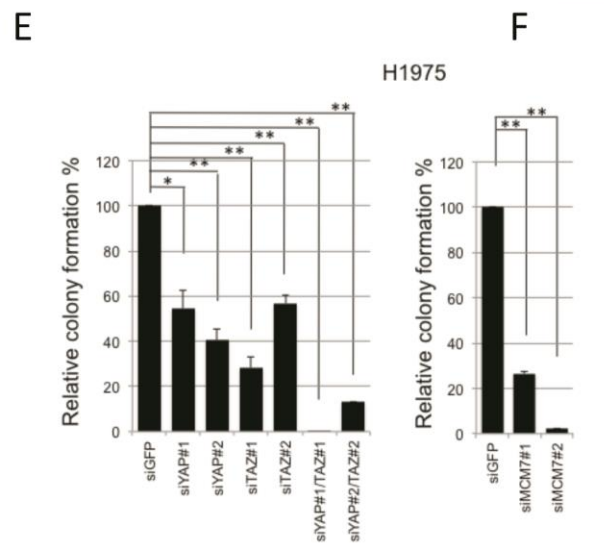 E
F
H1975
Relative colony formation %
120
100
80
60
40
20
0
*
**
**
**
**
**
siGFP
siYAP#1
siYAP#2
siTAZ#1
siTAZ#2
siYAP#1/TAZ#1
siYAP#2/TAZ#2
Relative colony formation %
120
100
80
60
40
20
0
**
**
siGFP
siMCM7#1
siMCM7#2